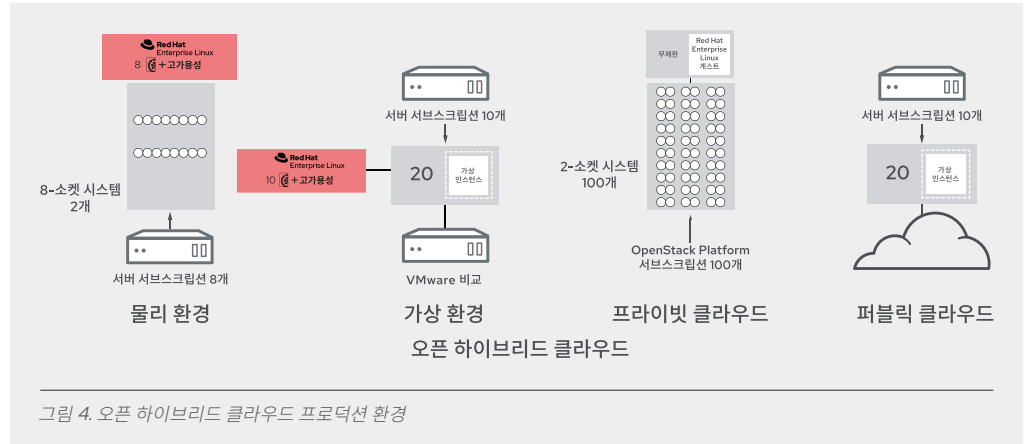 Red Hat
Enterprise Linux
8 +고가용성
8-소켓 시스템
2개
서버 서브스크립션 8개
물리 환경
서버 서브스크립션 10개
Red Hat
Enterprise Linux
10 +고가용성
20
가상
인스턴스
VMware 비교
가상 환경
무제한
Red Hat
Enterprise
Linux
게스트
2-소켓 시스템
100개
OpenStack Platform
서브스크립션 100개
프라이빗 클라우드
서버 서브스크립션 10개
20
가상
인스턴스
퍼블릭 클라우드
오픈 하이브리드 클라우드
그림 4. 오픈 하이브리드 클라우드 프로덕션 환경